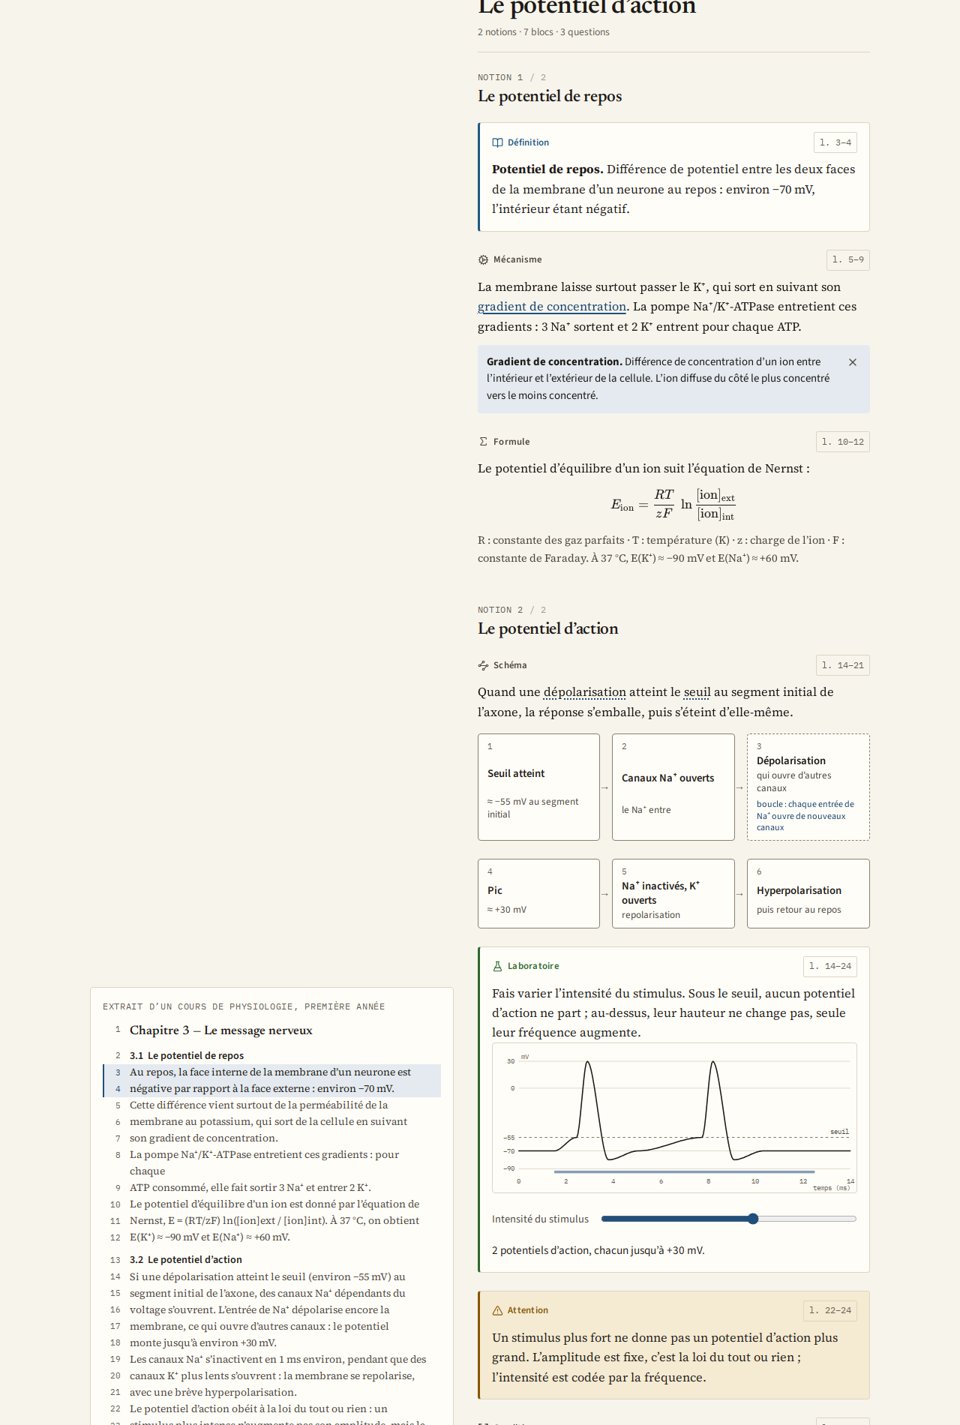 Le potentiel d’action
2 notions · 7 blocs · 3 questions
NOTION 1 / 2
Le potentiel de repos
Définition
l. 3–4
Potentiel de repos. Différence de potentiel entre les deux faces
de la membrane d’un neurone au repos : environ −70 mV,
l’intérieur étant négatif.
Mécanisme
l. 5–9
La membrane laisse surtout passer le K⁺, qui sort en suivant son
gradient de concentration. La pompe Na⁺/K⁺-ATPase entretient ces
gradients : 3 Na⁺ sortent et 2 K⁺ entrent pour chaque ATP.
Gradient de concentration. Différence de concentration d’un ion entre
l’intérieur et l’extérieur de la cellule. L’ion diffuse du côté le plus concentré
vers le moins concentré.
Formule
l. 10–12
Le potentiel d’équilibre d’un ion suit l’équation de Nernst :
E_ion = RT/zF ln [ion]_ext/[ion]_int
R : constante des gaz parfaits · T : température (K) · z : charge de l’ion · F :
constante de Faraday. À 37 °C, E(K⁺) ≈ −90 mV et E(Na⁺) ≈ +60 mV.
NOTION 2 / 2
Le potentiel d’action
Schéma
l. 14–21
Quand une dépolarisation atteint le seuil au segment initial de
l’axone, la réponse s’emballe, puis s’éteint d’elle-même.
1
Seuil atteint
≈ −55 mV au segment
initial
→
2
Canaux Na⁺ ouverts
le Na⁺ entre
→
3
Dépolarisation
qui ouvre d’autres
canaux
boucle : chaque entrée de
Na⁺ ouvre de nouveaux
canaux
4
Pic
≈ +30 mV
→
5
Na⁺ inactivés, K⁺
ouverts
repolarisation
→
6
Hyperpolarisation
puis retour au repos
Laboratoire
l. 14–24
Fais varier l’intensité du stimulus. Sous le seuil, aucun potentiel
d’action ne part ; au-dessus, leur hauteur ne change pas, seule
leur fréquence augmente.
mV
30
0
−55
−70
−90
seuil
0 2 4 6 8 10 12 14
temps (ms)
Intensité du stimulus
2 potentiels d’action, chacun jusqu’à +30 mV.
Attention
l. 22–24
Un stimulus plus fort ne donne pas un potentiel d’action plus
grand. L’amplitude est fixe, c’est la loi du tout ou rien ;
l’intensité est codée par la fréquence.
EXTRAIT D’UN COURS DE PHYSIOLOGIE, PREMIÈRE ANNÉE
1 Chapitre 3 — Le message nerveux
2 3.1 Le potentiel de repos
3 Au repos, la face interne de la membrane d’un neurone est
4 négative par rapport à la face externe : environ −70 mV.
5 Cette différence vient surtout de la perméabilité de la
6 membrane au potassium, qui sort de la cellule en suivant
7 son gradient de concentration.
8 La pompe Na⁺/K⁺-ATPase entretient ces gradients : pour
chaque
9 ATP consommé, elle fait sortir 3 Na⁺ et entrer 2 K⁺.
10 Le potentiel d’équilibre d’un ion est donné par l’équation de
11 Nernst, E = (RT/zF) ln([ion]ext / [ion]int). À 37 °C, on obtient
12 E(K⁺) ≈ −90 mV et E(Na⁺) ≈ +60 mV.
13 3.2 Le potentiel d’action
14 Si une dépolarisation atteint le seuil (environ −55 mV) au
15 segment initial de l’axone, des canaux Na⁺ dépendants du
16 voltage s’ouvrent. L’entrée de Na⁺ dépolarise encore la
17 membrane, ce qui ouvre d’autres canaux : le potentiel
18 monte jusqu’à environ +30 mV.
19 Les canaux Na⁺ s’inactivent en 1 ms environ, pendant que des
20 canaux K⁺ plus lents s’ouvrent : la membrane se repolarise,
21 avec une brève hyperpolarisation.
22 Le potentiel d’action obéit à la loi du tout ou rien : un